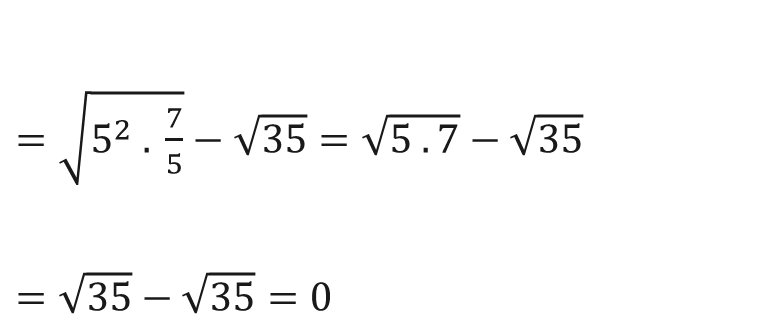 = √(5² . 7/5) − √35 = √(5 . 7) − √35
= √35 − √35 = 0